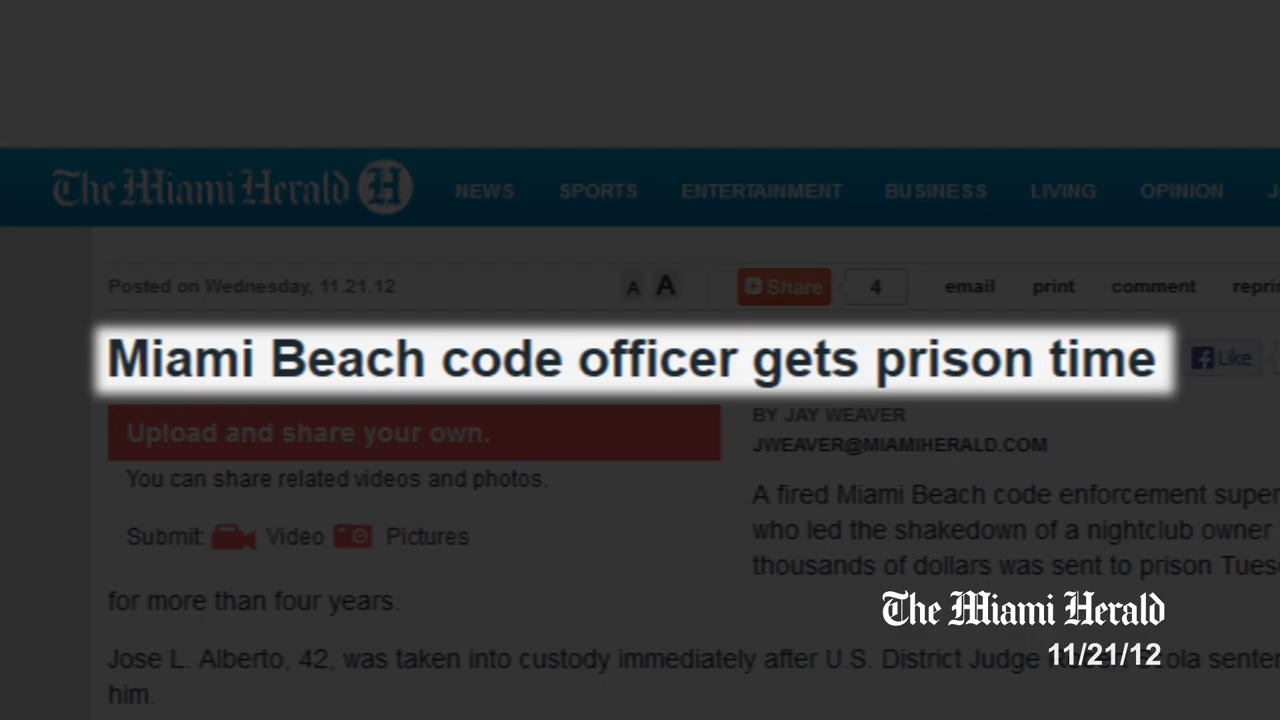 The Miami Herald H NEWS SPORTS ENTERTAINMENT BUSINESS LIVING OPINION
Posted on Wednesday, 11.21.12 A A Share 4 email print comment
Miami Beach code officer gets prison time
Like
Upload and share your own.
You can share related videos and photos.
Submit: Video Pictures
BY JAY WEAVER
JWEAVER@MIAMIHERALD.COM
A fired Miami Beach code enforcement
who led the shakedown of a nightclub owner
thousands of dollars was sent to prison
for more than four years.
Jose L. Alberto, 42, was taken into custody immediately after U.S. District Judge
him.
The Miami Herald
11/21/12